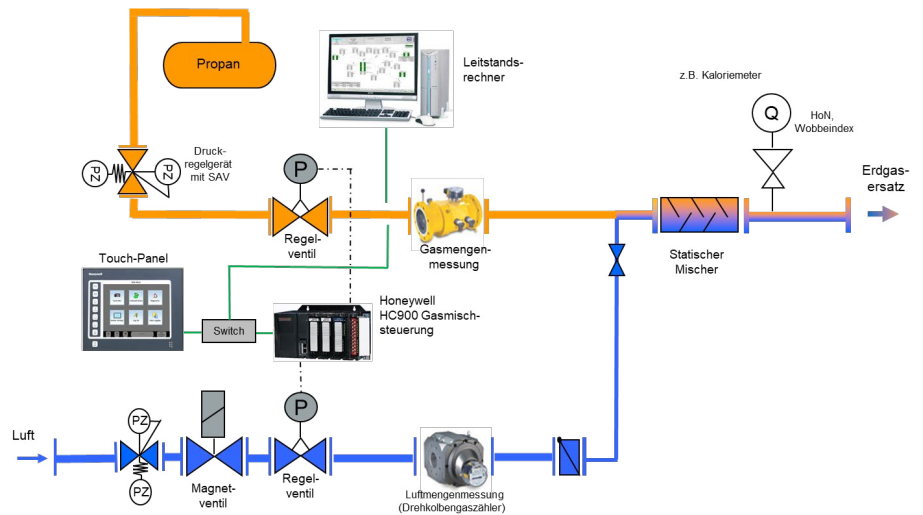 Propan
Leitstands-
rechner
z.B. Kaloriemeter
Q
HoN,
Wobbeindex
Druck-
regelgerät
mit SAV
PZ
PZ
P
Erdgas-
ersatz
Regel-
ventil
Gasmengen-
messung
Statischer
Mischer
Touch-Panel
Honeywell
HC900 Gasmisch-
steuerung
Switch
P
PZ
Luft
PZ
Magnet-
ventil
Regel-
ventil
Luftmengenmessung
(Drehkolbengaszähler)